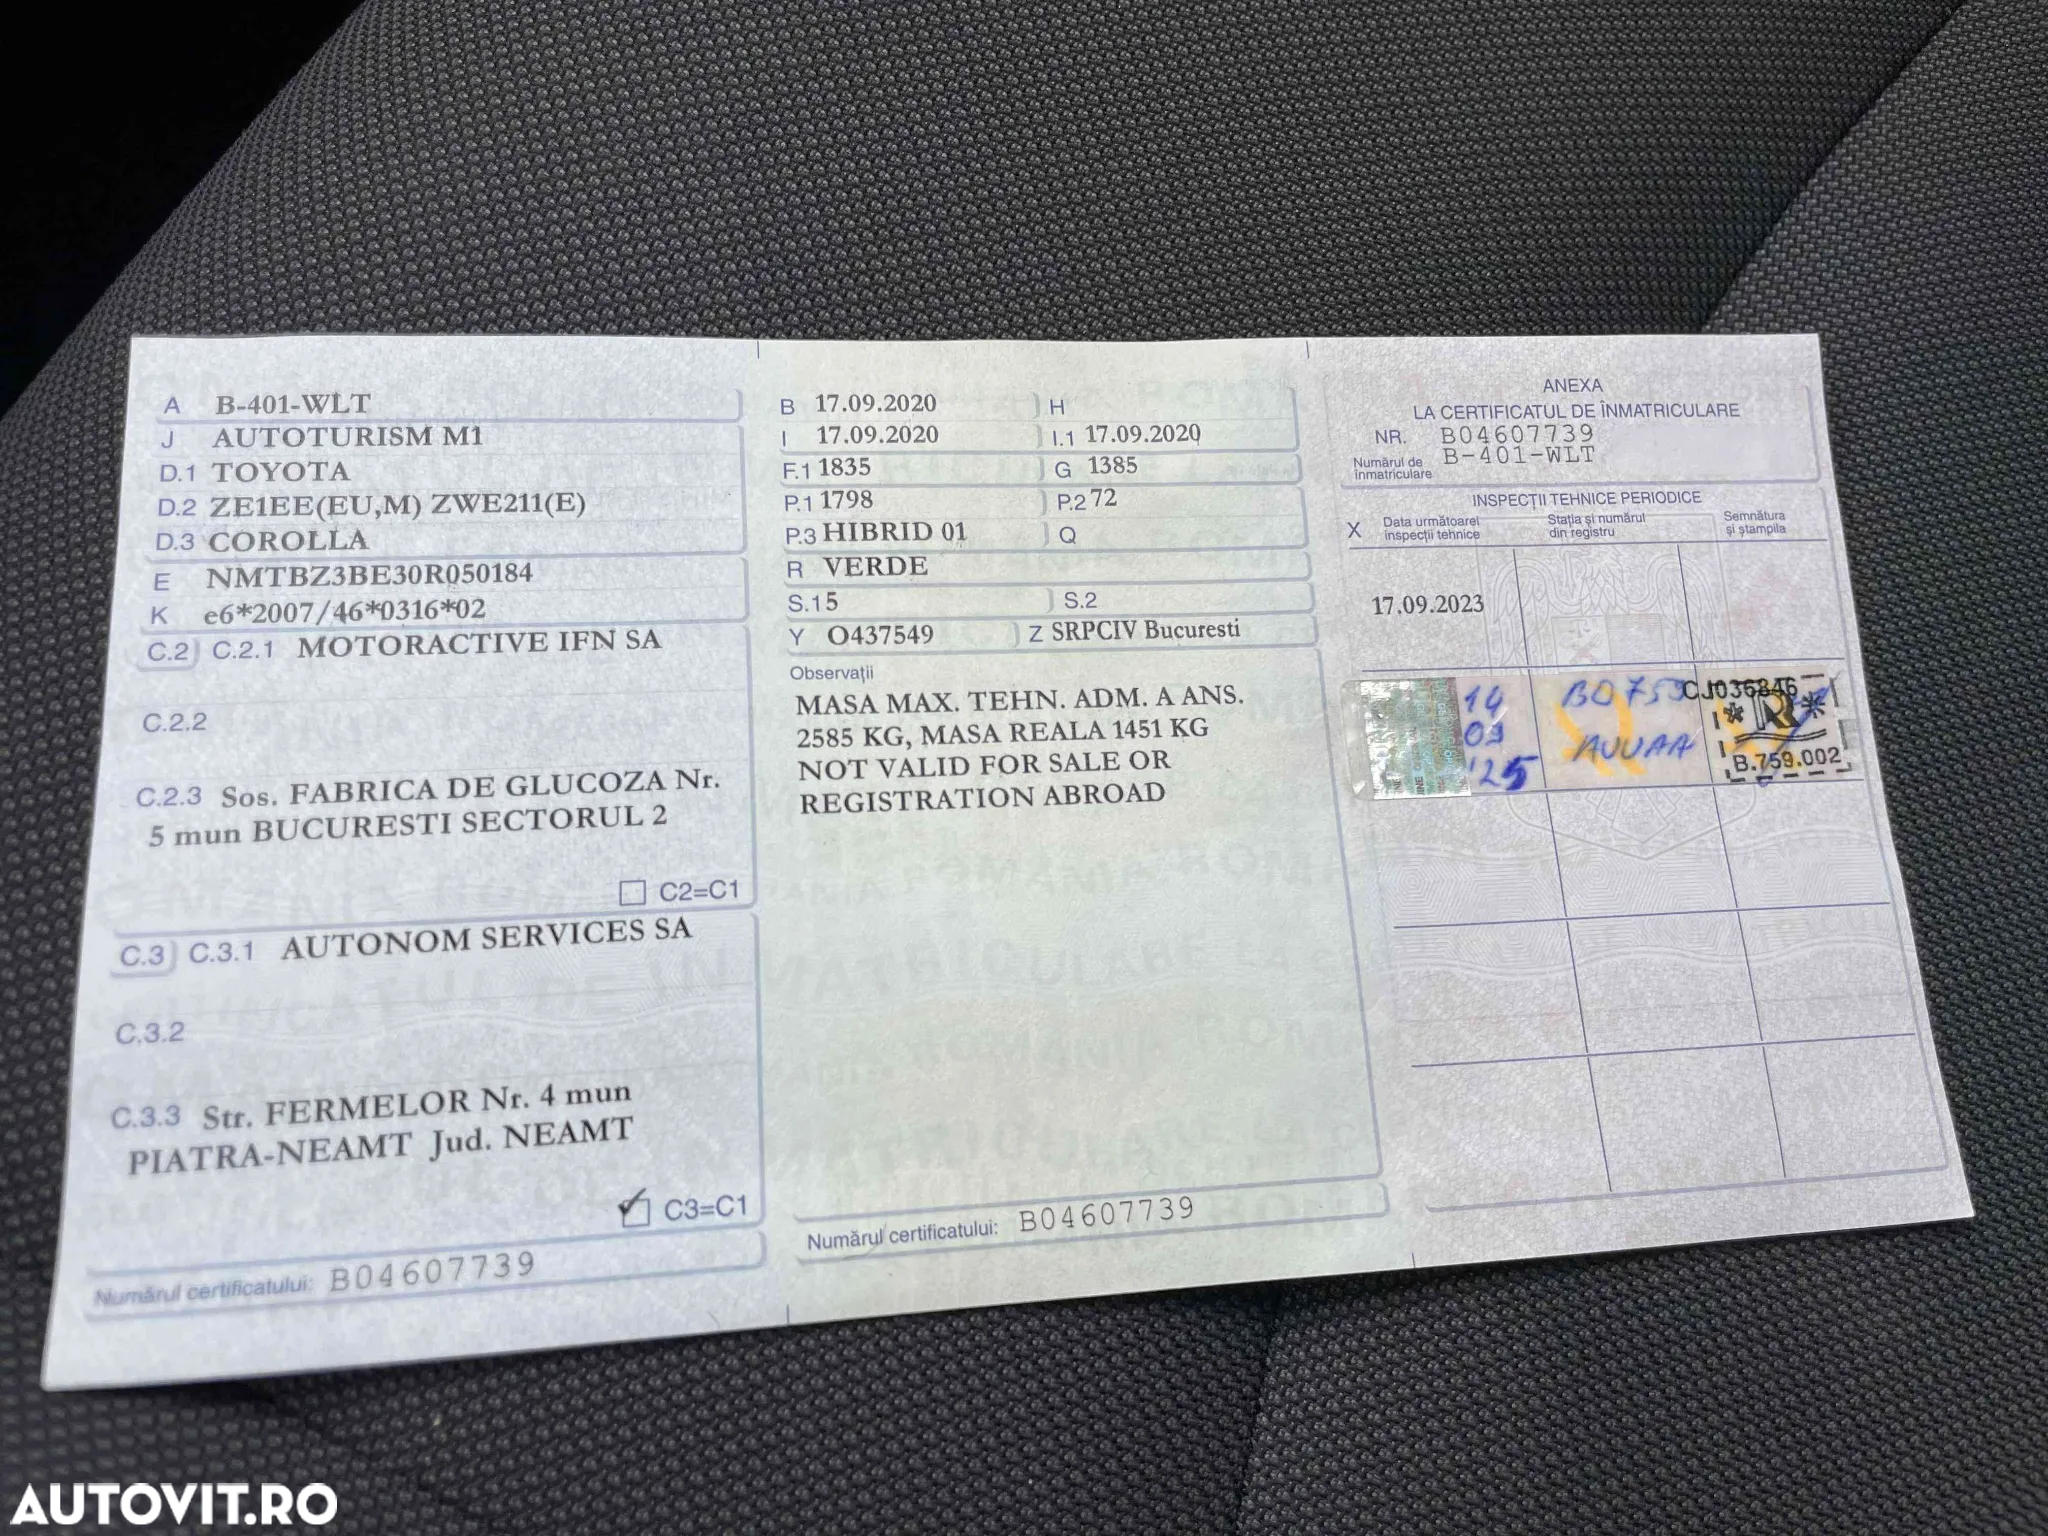 A B-401-WLT
J AUTOTURISM M1
D.1 TOYOTA
D.2 ZE1EE(EU,M) ZWE211(E)
D.3 COROLLA
E NMTBZ3BE30R050184
K e6*2007/46*0316*02
C.2 C.2.1 MOTORACTIVE IFN SA
C.2.2
C.2.3 Sos. FABRICA DE GLUCOZA Nr.
5 mun BUCURESTI SECTORUL 2
C2=C1
C.3 C.3.1 AUTONOM SERVICES SA
C.3.2
C.3.3 Str. FERMELOR Nr. 4 mun
PIATRA-NEAMT Jud. NEAMT
C3=C1
Numărul certificatului: B04607739
B 17.09.2020 H
I 17.09.2020 I.1 17.09.2020
F.1 1835 G 1385
P.1 1798 P.2 72
P.3 HIBRID 01 Q
R VERDE
S.1 5 S.2
Y O437549 Z SRPCIV Bucuresti
Observații
MASA MAX. TEHN. ADM. A ANS.
2585 KG, MASA REALA 1451 KG
NOT VALID FOR SALE OR
REGISTRATION ABROAD
Numărul certificatului: B04607739
ANEXA
LA CERTIFICATUL DE ÎNMATRICULARE
NR. B04607739
Numărul de
înmatriculare B-401-WLT
INSPECȚII TEHNICE PERIODICE
X Data următoarei
inspecții tehnice
Stația și numărul
din registru
Semnătura
și ștampila
17.09.2023
14
09
'25
B0759
CJ036846
R
B.759.002
AUTOVIT.RO